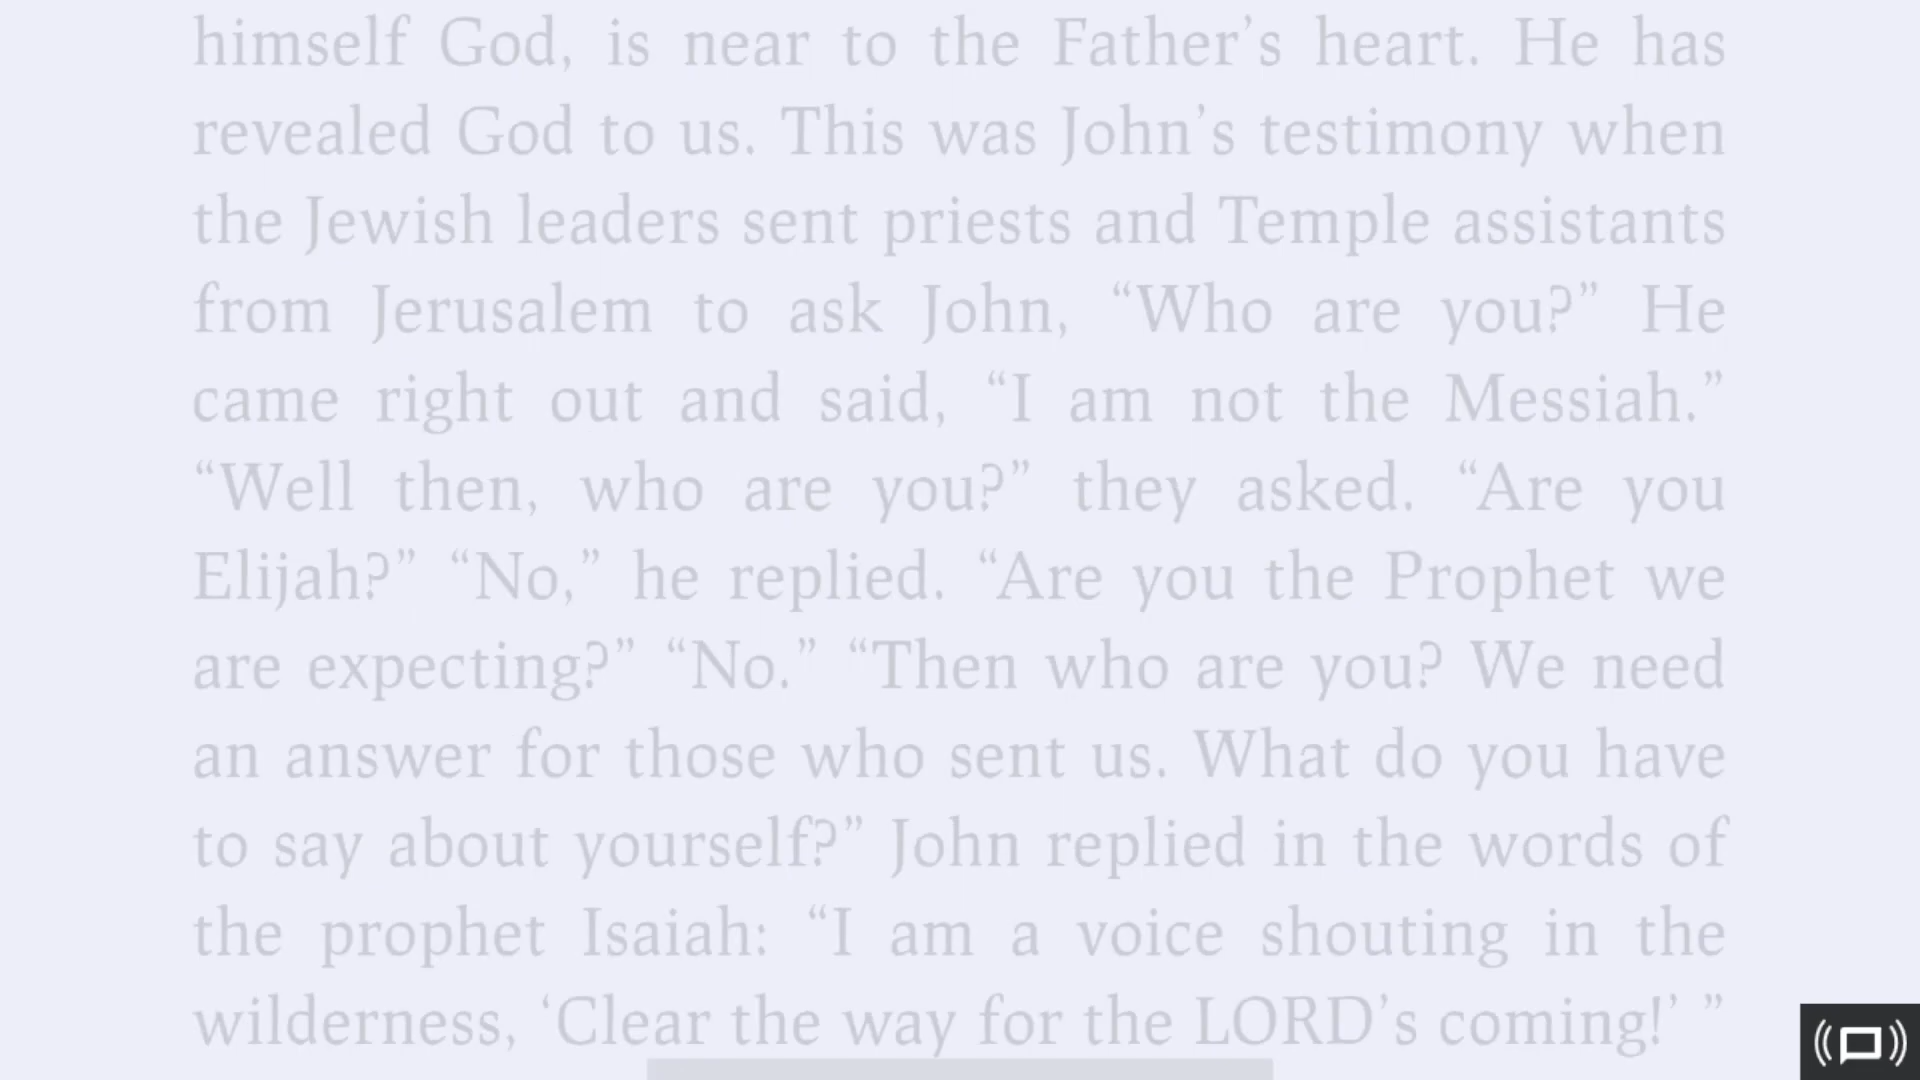 himself God, is near to the Father’s heart. He has
revealed God to us. This was John’s testimony when
the Jewish leaders sent priests and Temple assistants
from Jerusalem to ask John, “Who are you?” He
came right out and said, “I am not the Messiah.”
“Well then, who are you?” they asked. “Are you
Elijah?” “No,” he replied. “Are you the Prophet we
are expecting?” “No.” “Then who are you? We need
an answer for those who sent us. What do you have
to say about yourself?” John replied in the words of
the prophet Isaiah: “I am a voice shouting in the
wilderness, ‘Clear the way for the LORD’s coming!’ ”